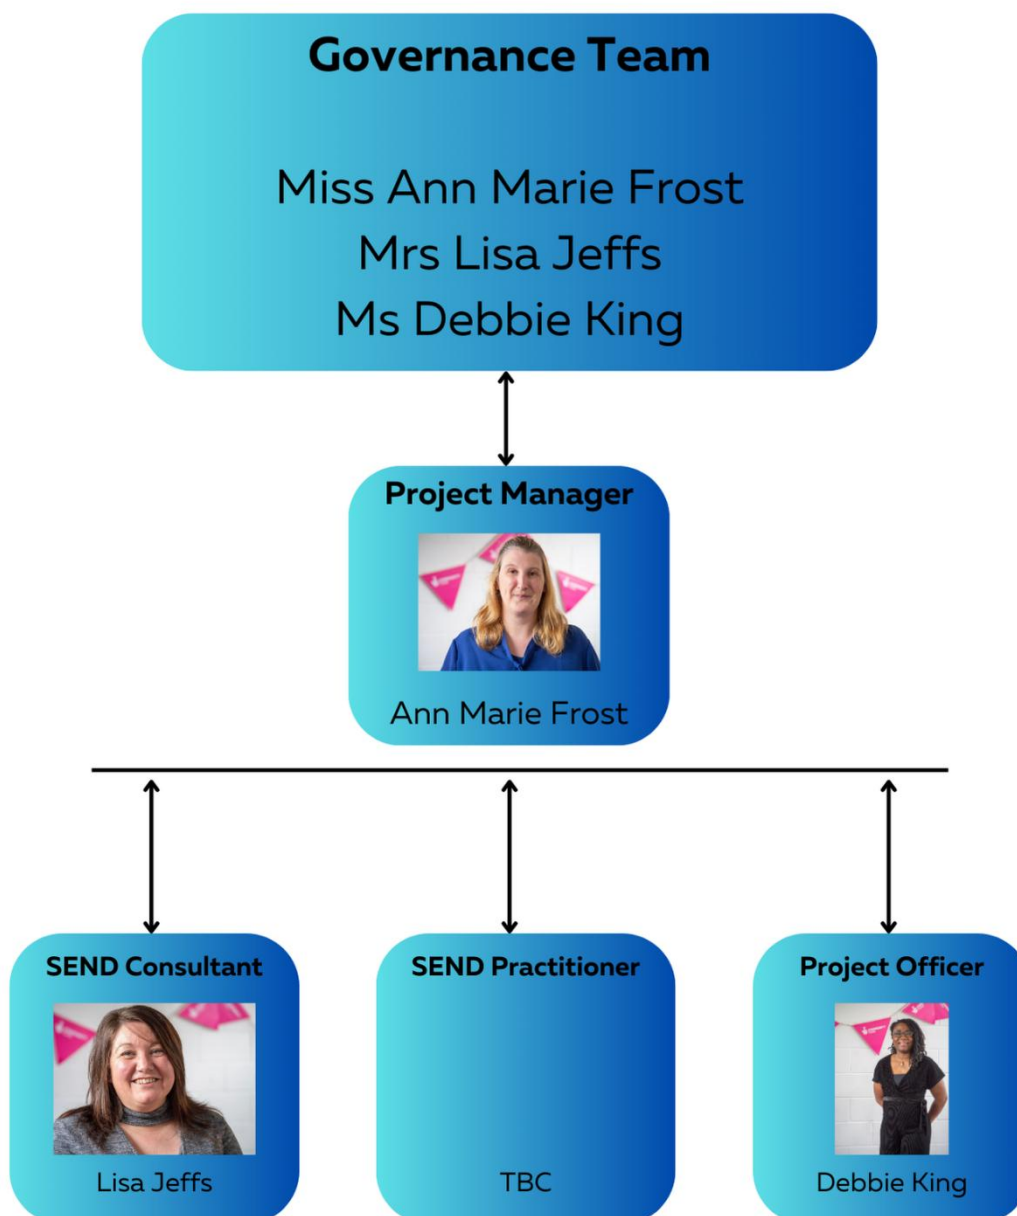 Governance Team
Miss Ann Marie Frost
Mrs Lisa Jeffs
Ms Debbie King
Project Manager
Ann Marie Frost
SEND Consultant
SEND Practitioner
Project Officer
Lisa Jeffs
TBC
Debbie King